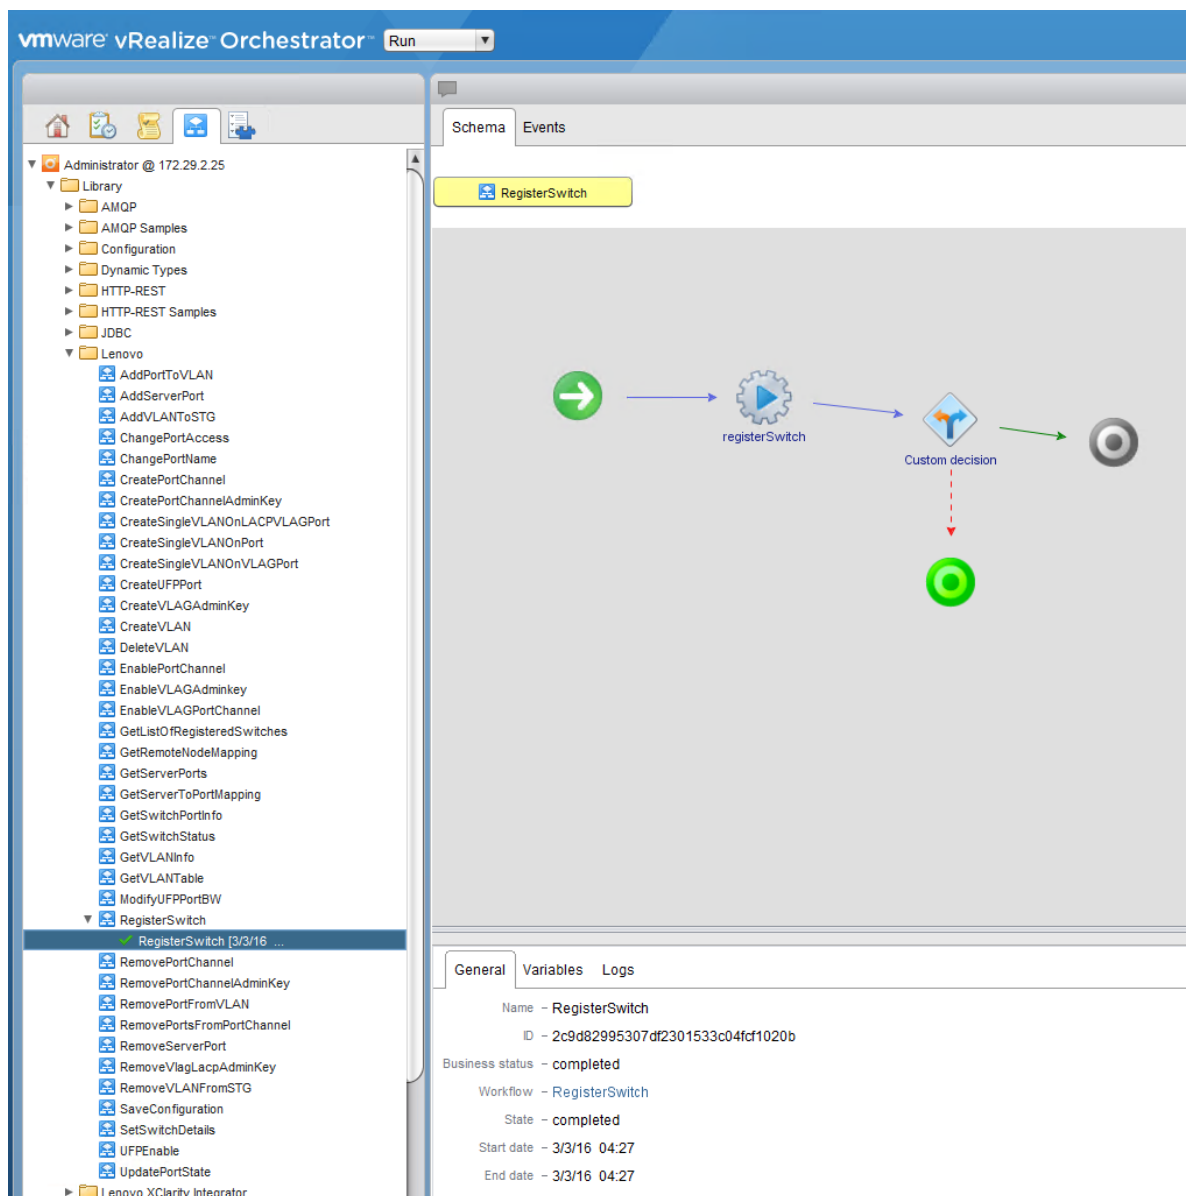 vmware vRealize™ Orchestrator™ Run
Schema Events
Administrator @ 172.29.2.25
Library
AMQP
AMQP Samples
Configuration
Dynamic Types
HTTP-REST
HTTP-REST Samples
JDBC
Lenovo
AddPortToVLAN
AddServerPort
AddVLANToSTG
ChangePortAccess
ChangePortName
CreatePortChannel
CreatePortChannelAdminKey
CreateSingleVLANOnLACPVLAGPort
CreateSingleVLANOnPort
CreateSingleVLANOnVLAGPort
CreateUFPPort
CreateVLAGAdminKey
CreateVLAN
DeleteVLAN
EnablePortChannel
EnableVLAGAdminkey
EnableVLAGPortChannel
GetListOfRegisteredSwitches
GetRemoteNodeMapping
GetServerPorts
GetServerToPortMapping
GetSwitchPortInfo
GetSwitchStatus
GetVLANInfo
GetVLANTable
ModifyUFPPortBW
RegisterSwitch
RegisterSwitch [3/3/16 ...
RemovePortChannel
RemovePortChannelAdminKey
RemovePortFromVLAN
RemovePortsFromPortChannel
RemoveServerPort
RemoveVlagLacpAdminKey
RemoveVLANFromSTG
SaveConfiguration
SetSwitchDetails
UFPEnable
UpdatePortState
Lenovo XClarity Integrator
RegisterSwitch
registerSwitch
Custom decision
General Variables Logs
Name – RegisterSwitch
ID – 2c9d82995307df2301533c04fcf1020b
Business status – completed
Workflow – RegisterSwitch
State – completed
Start date – 3/3/16 04:27
End date – 3/3/16 04:27